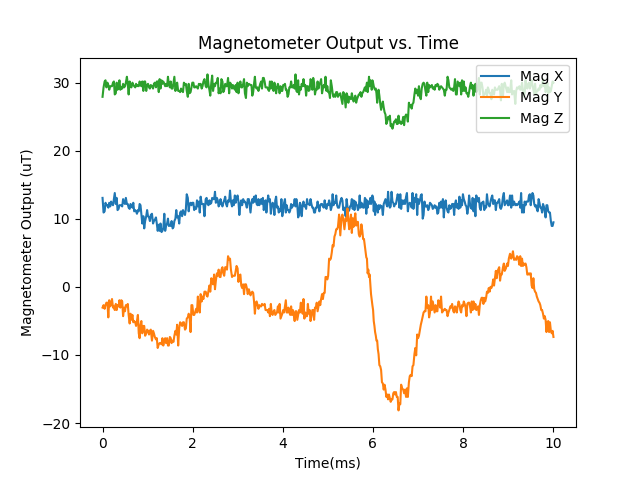 Magnetometer Output vs. Time
Mag X
Mag Y
Mag Z
Magnetometer Output (uT)
30
20
10
0
−10
−20
0
2
4
6
8
10
Time(ms)